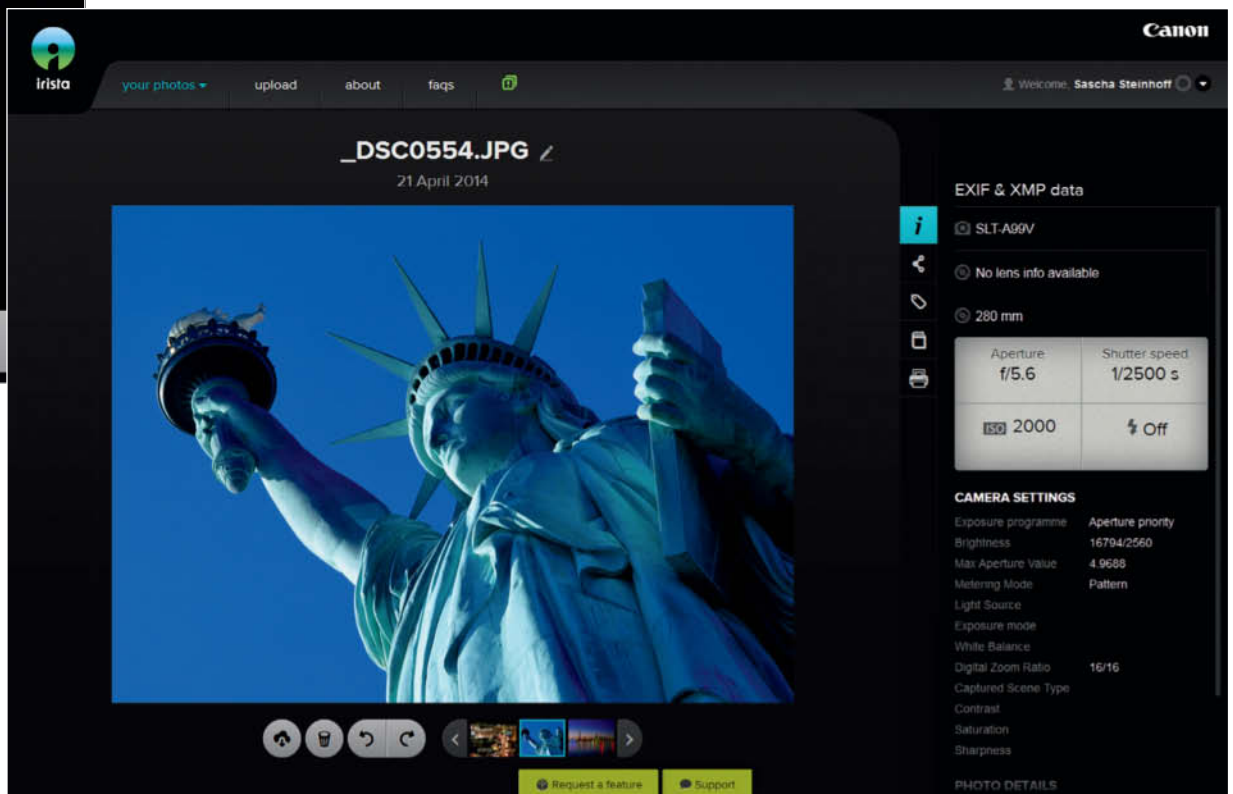 Canon
irista
your photos
upload
about
faqs
Welcome, Sascha Steinhoff
_DSC0554.JPG
21 April 2014
EXIF & XMP data
i
SLT-A99V
No lens info available
280 mm
Aperture
f/5.6
Shutter speed
1/2500 s
ISO 2000
Off
CAMERA SETTINGS
Exposure programme Aperture priority
Brightness 16794/2560
Max Aperture Value 4.9688
Metering Mode Pattern
Light Source
Exposure mode
White Balance
Digital Zoom Ratio 16/16
Captured Scene Type
Contrast
Saturation
Sharpness
PHOTO DETAILS
Request a feature
Support